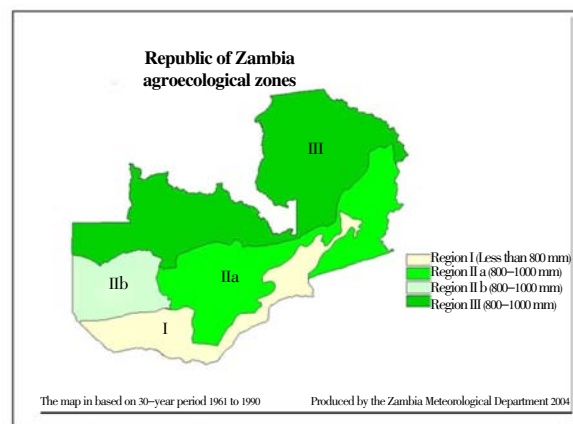 Republic of Zambia
agroecological zones
III
IIb
IIa
I
Region I (Less than 800 mm)
Region II a (800–1000 mm)
Region II b (800–1000 mm)
Region III (800–1000 mm)
The map in based on 30–year period 1961 to 1990
Produced by the Zambia Meteorological Department 2004